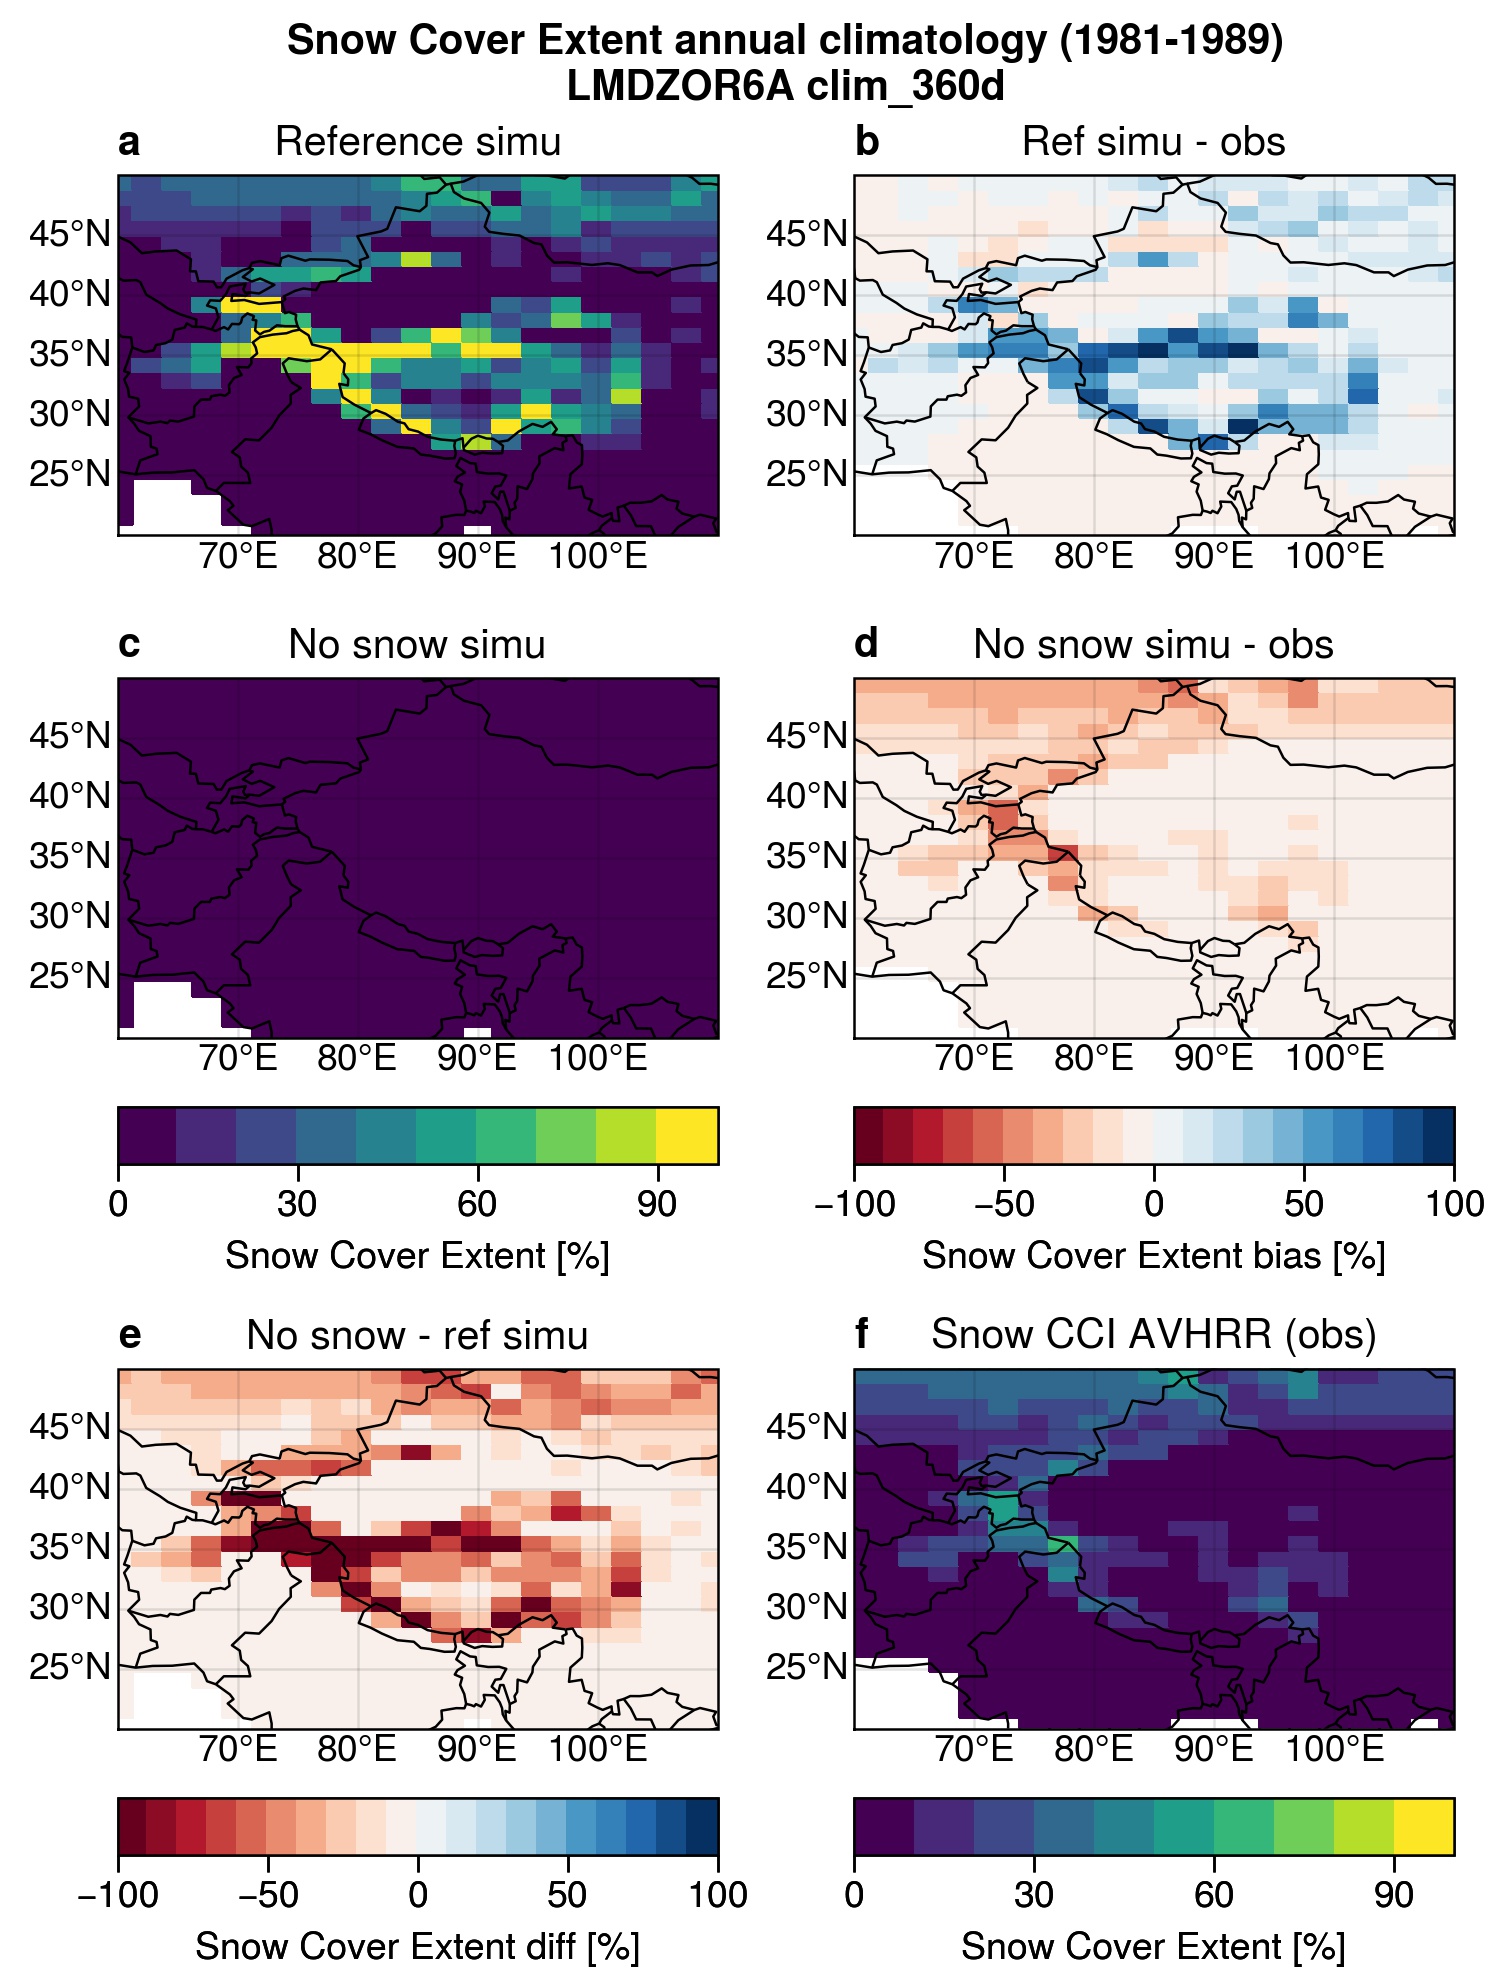 Snow Cover Extent annual climatology (1981-1989)
LMDZOR6A clim_360d
a Reference simu
b Ref simu - obs
45°N
40°N
35°N
30°N
25°N
70°E 80°E 90°E 100°E
45°N
40°N
35°N
30°N
25°N
70°E 80°E 90°E 100°E
c No snow simu
d No snow simu - obs
45°N
40°N
35°N
30°N
25°N
70°E 80°E 90°E 100°E
45°N
40°N
35°N
30°N
25°N
70°E 80°E 90°E 100°E
0 30 60 90
Snow Cover Extent [%]
−100 −50 0 50 100
Snow Cover Extent bias [%]
e No snow - ref simu
f Snow CCI AVHRR (obs)
45°N
40°N
35°N
30°N
25°N
70°E 80°E 90°E 100°E
45°N
40°N
35°N
30°N
25°N
70°E 80°E 90°E 100°E
−100 −50 0 50 100
Snow Cover Extent diff [%]
0 30 60 90
Snow Cover Extent [%]